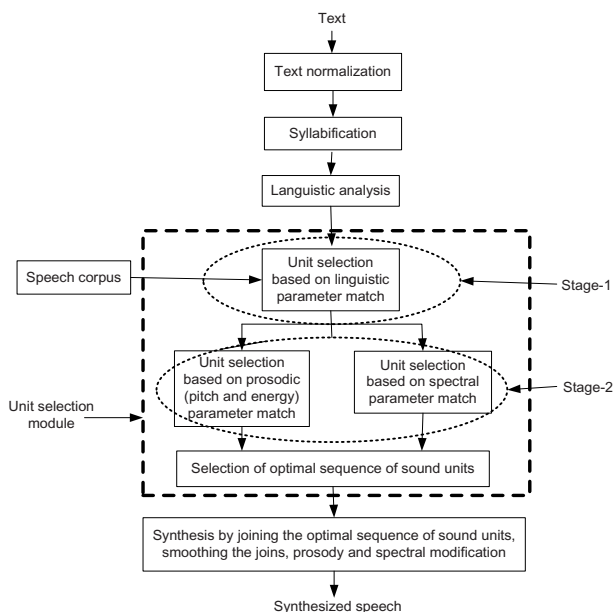 Text
Text normalization
Syllabification
Languistic analysis
Unit selection
based on linguistic
parameter match
Speech corpus
Stage-1
Unit selection
based on prosodic
(pitch and energy)
parameter match
Unit selection
based on spectral
parameter match
Stage-2
Unit selection
module
Selection of optimal sequence of sound units
Synthesis by joining the optimal sequence of sound units,
smoothing the joins, prosody and spectral modification
Synthesized speech